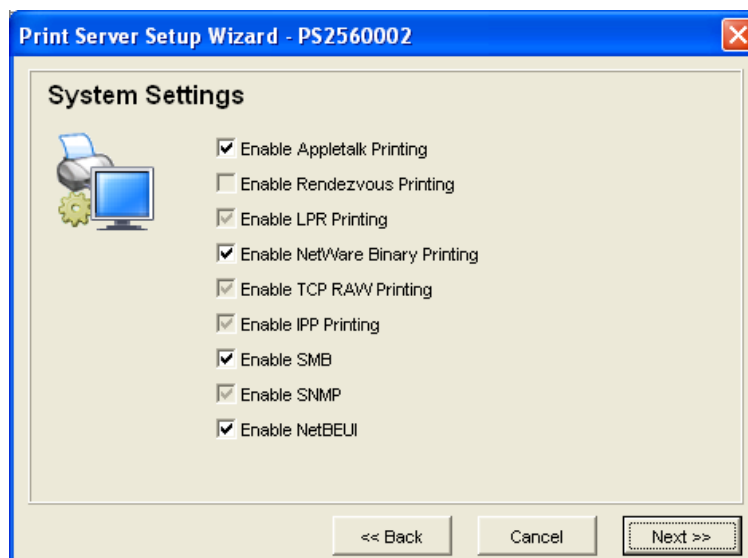 Print Server Setup Wizard - PS2560002
System Settings
Enable Appletalk Printing
Enable Rendezvous Printing
Enable LPR Printing
Enable NetWare Binary Printing
Enable TCP RAW Printing
Enable IPP Printing
Enable SMB
Enable SNMP
Enable NetBEUI
<< Back
Cancel
Next >>